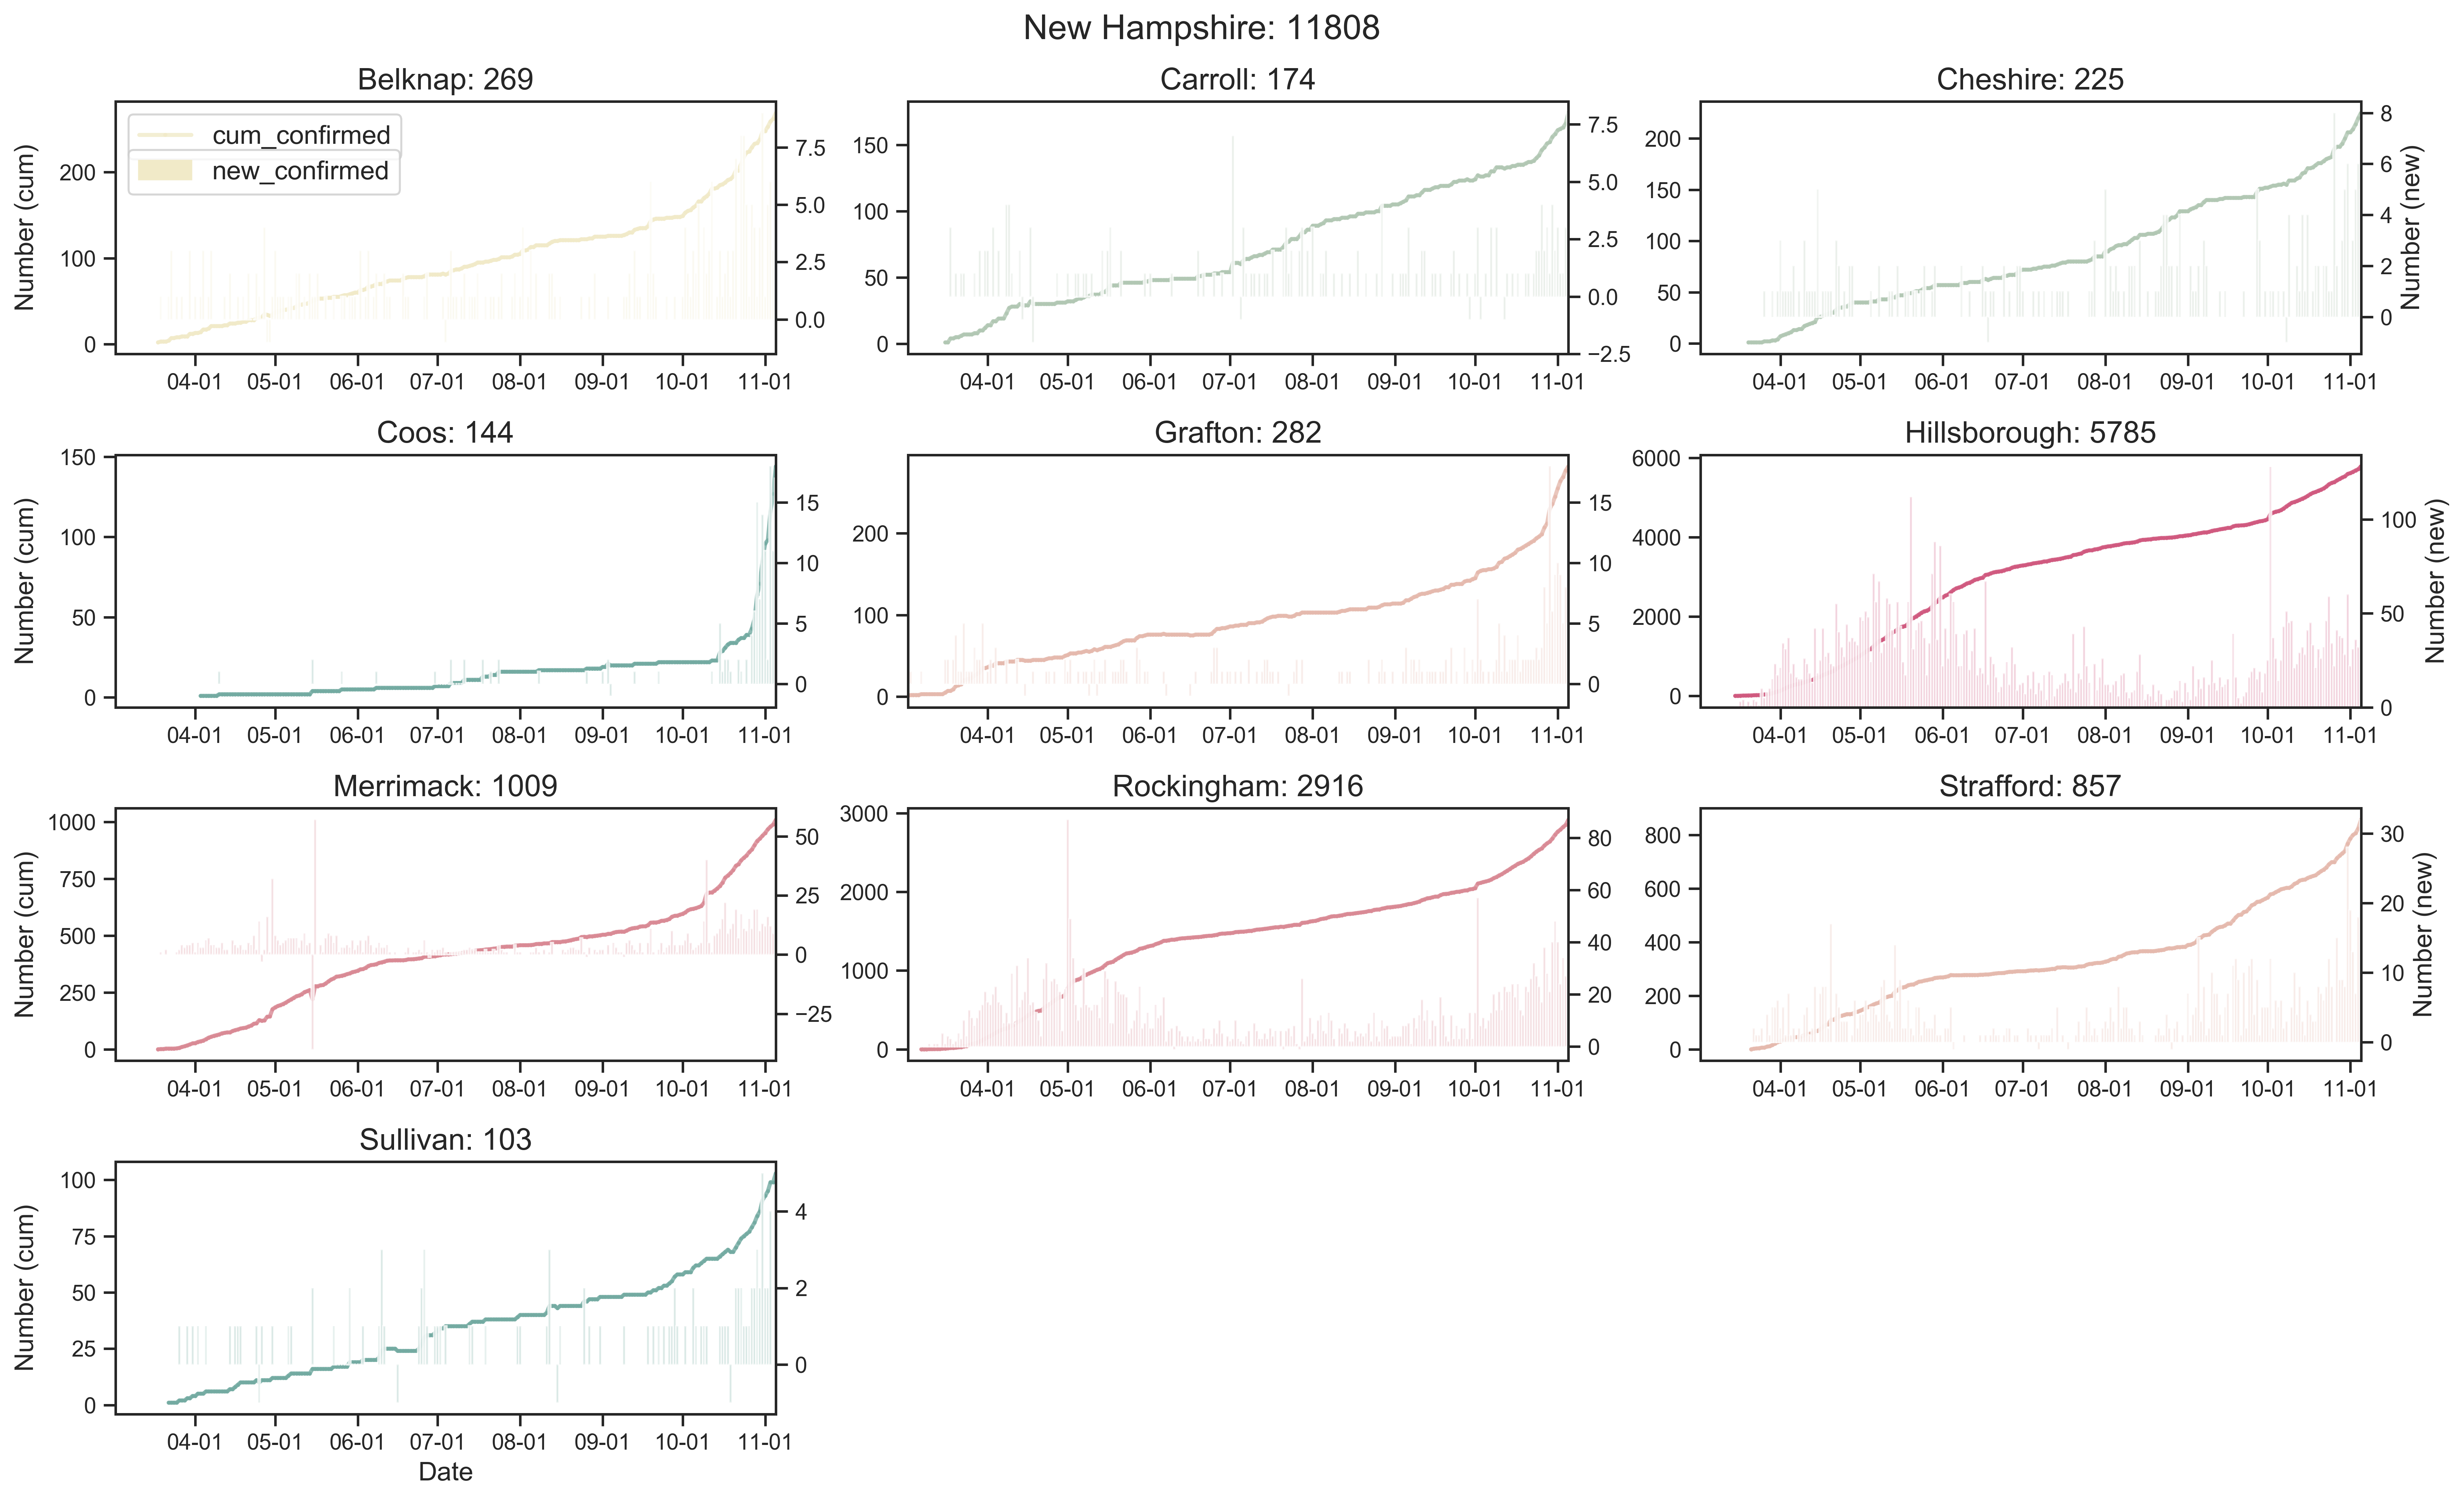 New Hampshire: 11808
Belknap: 269
Number (cum)
0
100
200
cum_confirmed
new_confirmed
0.0
2.5
5.0
7.5
04-01 05-01 06-01 07-01 08-01 09-01 10-01 11-01
Carroll: 174
0
50
100
150
−2.5
0.0
2.5
5.0
7.5
04-01 05-01 06-01 07-01 08-01 09-01 10-01 11-01
Cheshire: 225
0
50
100
150
200
0
2
4
6
8
Number (new)
04-01 05-01 06-01 07-01 08-01 09-01 10-01 11-01
Coos: 144
Number (cum)
0
50
100
150
0
5
10
15
04-01 05-01 06-01 07-01 08-01 09-01 10-01 11-01
Grafton: 282
0
100
200
0
5
10
15
04-01 05-01 06-01 07-01 08-01 09-01 10-01 11-01
Hillsborough: 5785
0
2000
4000
6000
0
50
100
Number (new)
04-01 05-01 06-01 07-01 08-01 09-01 10-01 11-01
Merrimack: 1009
Number (cum)
0
250
500
750
1000
−25
0
25
50
04-01 05-01 06-01 07-01 08-01 09-01 10-01 11-01
Rockingham: 2916
0
1000
2000
3000
0
20
40
60
80
04-01 05-01 06-01 07-01 08-01 09-01 10-01 11-01
Strafford: 857
0
200
400
600
800
0
10
20
30
Number (new)
04-01 05-01 06-01 07-01 08-01 09-01 10-01 11-01
Sullivan: 103
Number (cum)
0
25
50
75
100
0
2
4
04-01 05-01 06-01 07-01 08-01 09-01 10-01 11-01
Date